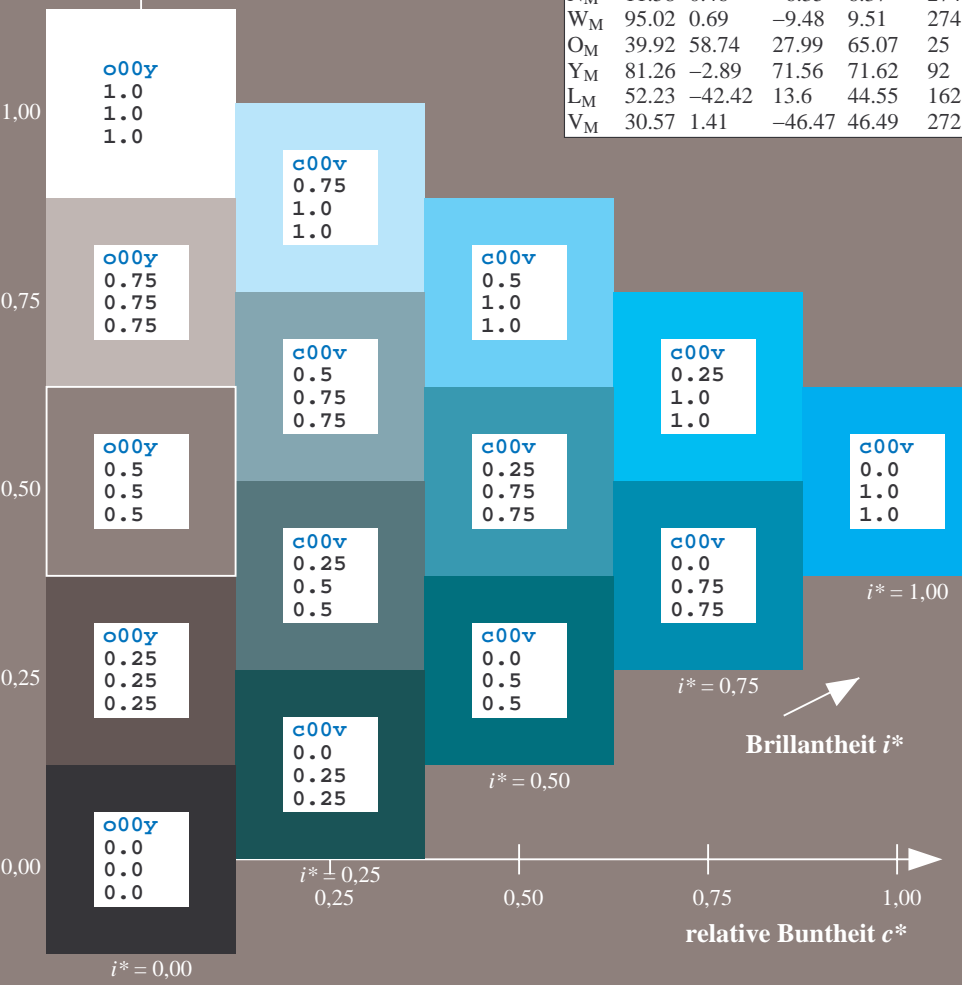 W_M 95.02 0.69 –9.48 9.51 274
O_M 39.92 58.74 27.99 65.07 25
Y_M 81.26 –2.89 71.56 71.62 92
L_M 52.23 –42.42 13.6 44.55 162
V_M 30.57 1.41 –46.47 46.49 272
1,00
0,75
0,50
0,25
0,00
o00y
1.0
1.0
1.0
o00y
0.75
0.75
0.75
o00y
0.5
0.5
0.5
o00y
0.25
0.25
0.25
o00y
0.0
0.0
0.0
i* = 0,00
c00v
0.75
1.0
1.0
c00v
0.5
0.75
0.75
c00v
0.25
0.5
0.5
c00v
0.0
0.25
0.25
i* = 0,25
c00v
0.5
1.0
1.0
c00v
0.25
0.75
0.75
c00v
0.0
0.5
0.5
i* = 0,50
c00v
0.25
1.0
1.0
c00v
0.0
0.75
0.75
i* = 0,75
c00v
0.0
1.0
1.0
i* = 1,00
Brillantheit i*
0,25 0,50 0,75 1,00
relative Buntheit c*